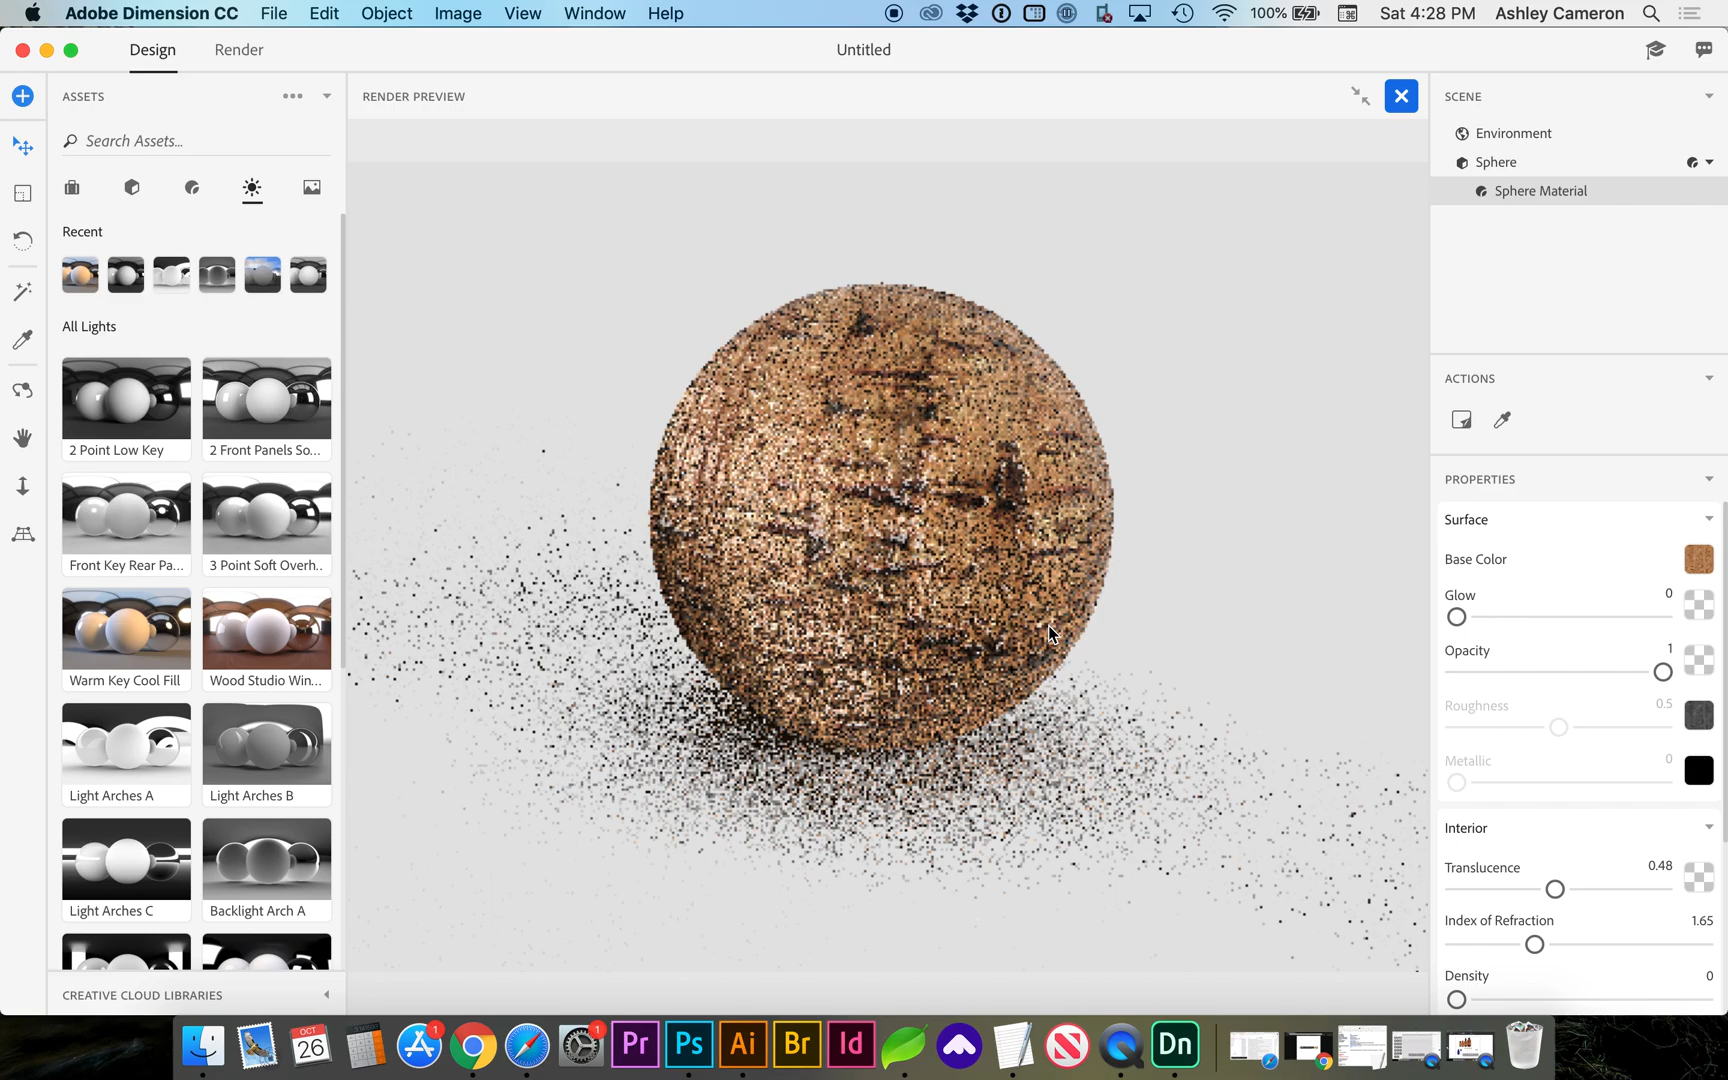 Adobe Dimension CC File Edit Object Image View Window Help 100% Sat 4:28 PM Ashley Cameron
Design Render Untitled
ASSETS
Search Assets...
Recent
All Lights
2 Point Low Key 2 Front Panels So...
Front Key Rear Pa... 3 Point Soft Overh..
Warm Key Cool Fill Wood Studio Win...
Light Arches A Light Arches B
Light Arches C Backlight Arch A
CREATIVE CLOUD LIBRARIES
RENDER PREVIEW
SCENE
Environment
Sphere
Sphere Material
ACTIONS
PROPERTIES
Surface
Base Color
Glow 0
Opacity 1
Roughness 0.5
Metallic 0
Interior
Translucence 0.48
Index of Refraction 1.65
Density 0
OCT
26
1
1
Pr Ps Ai Br Id Dn